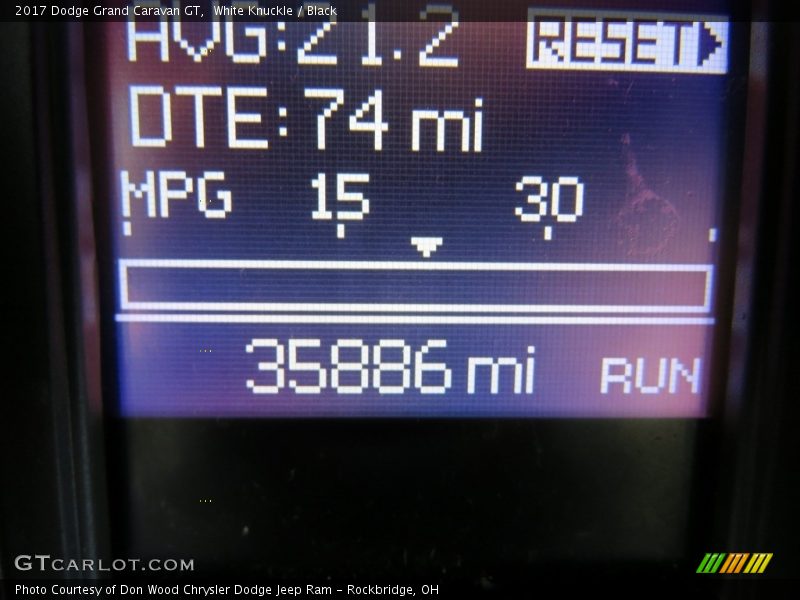 2017 Dodge Grand Caravan GT,  White Knuckle / Black
AVG:21.2 RESET
DTE:74 mi
MPG 15 30
35886 mi RUN
GTCARLOT.COM
Photo Courtesy of Don Wood Chrysler Dodge Jeep Ram - Rockbridge, OH